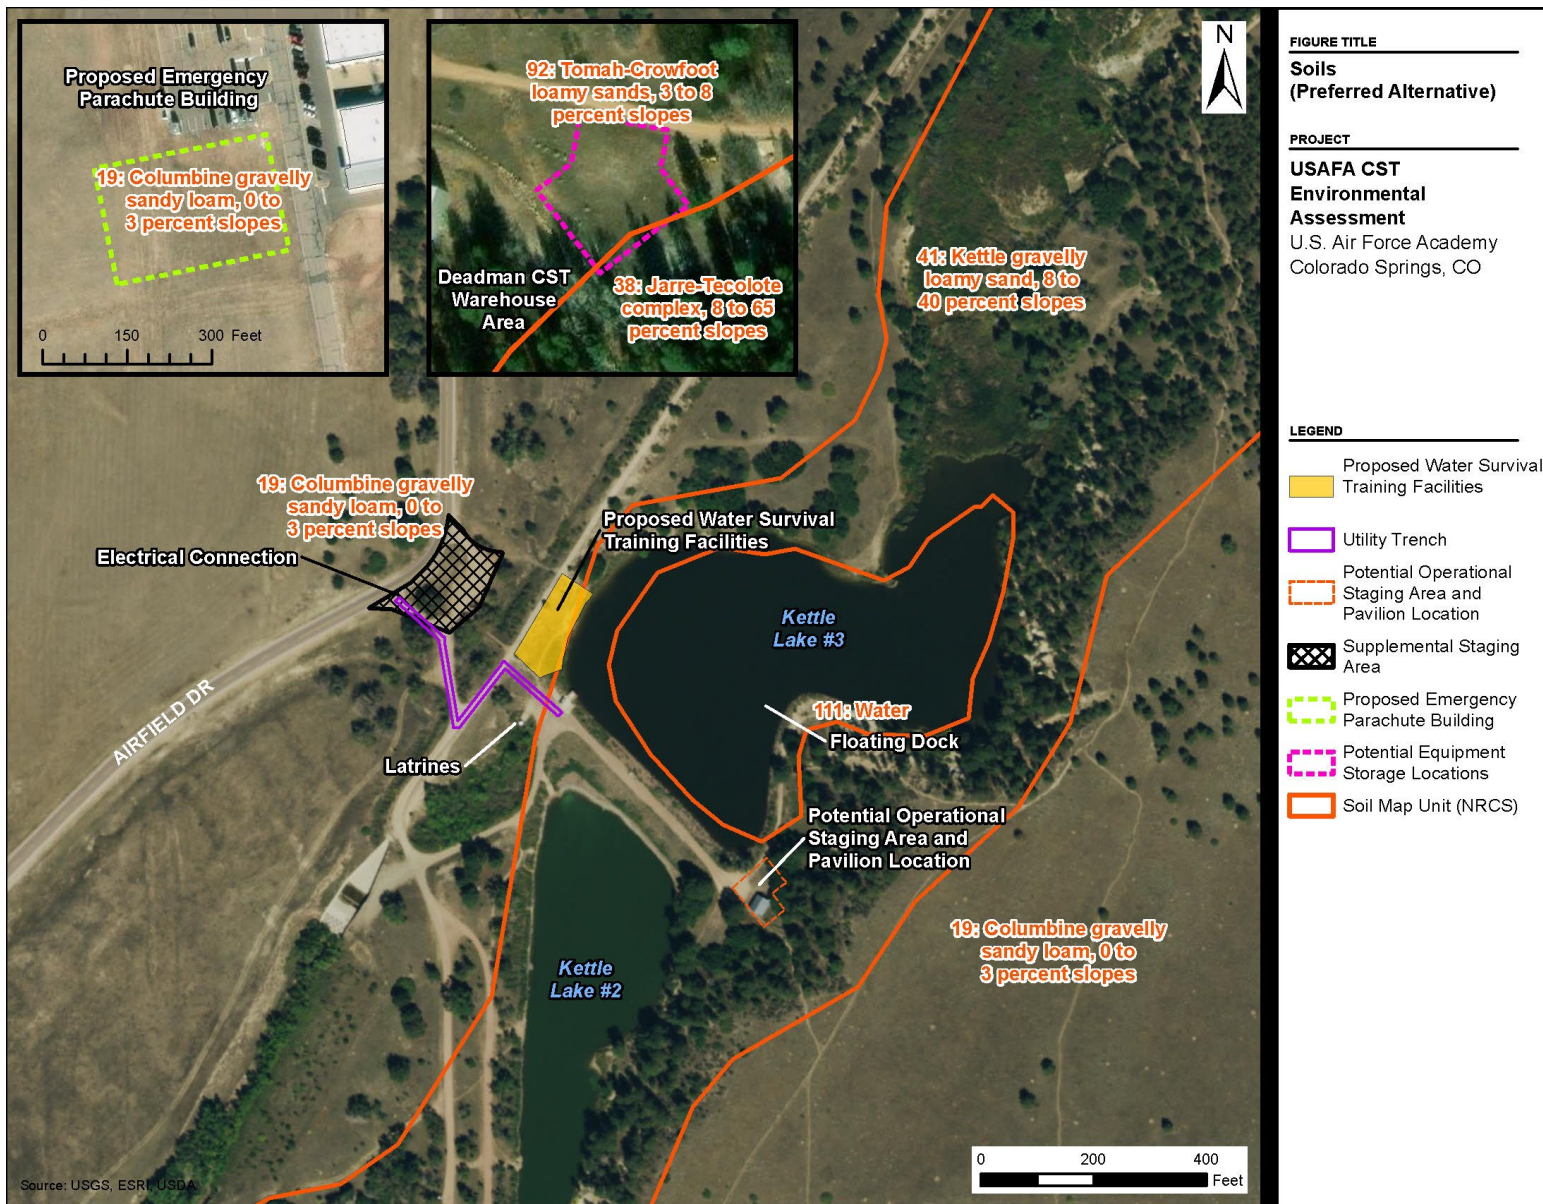 Proposed Emergency
Parachute Building
19: Columbine gravelly
sandy loam, 0 to
3 percent slopes
0 150 300 Feet
92: Tomah-Crowfoot
loamy sands, 3 to 8
percent slopes
Deadman CST
Warehouse
Area
38: Jarre-Tecolote
complex, 8 to 65
percent slopes
N
41: Kettle gravelly
loamy sand, 8 to
40 percent slopes
19: Columbine gravelly
sandy loam, 0 to
3 percent slopes
Electrical Connection
Proposed Water Survival
Training Facilities
Kettle
Lake #3
AIRFIELD DR
111: Water
Floating Dock
Latrines
Potential Operational
Staging Area and
Pavilion Location
19: Columbine gravelly
sandy loam, 0 to
3 percent slopes
Kettle
Lake #2
0 200 400
Feet
Source: USGS, ESRI, USDA
FIGURE TITLE
Soils
(Preferred Alternative)
PROJECT
USAFA CST
Environmental
Assessment
U.S. Air Force Academy
Colorado Springs, CO
LEGEND
Proposed Water Survival
Training Facilities
Utility Trench
Potential Operational
Staging Area and
Pavilion Location
Supplemental Staging
Area
Proposed Emergency
Parachute Building
Potential Equipment
Storage Locations
Soil Map Unit (NRCS)